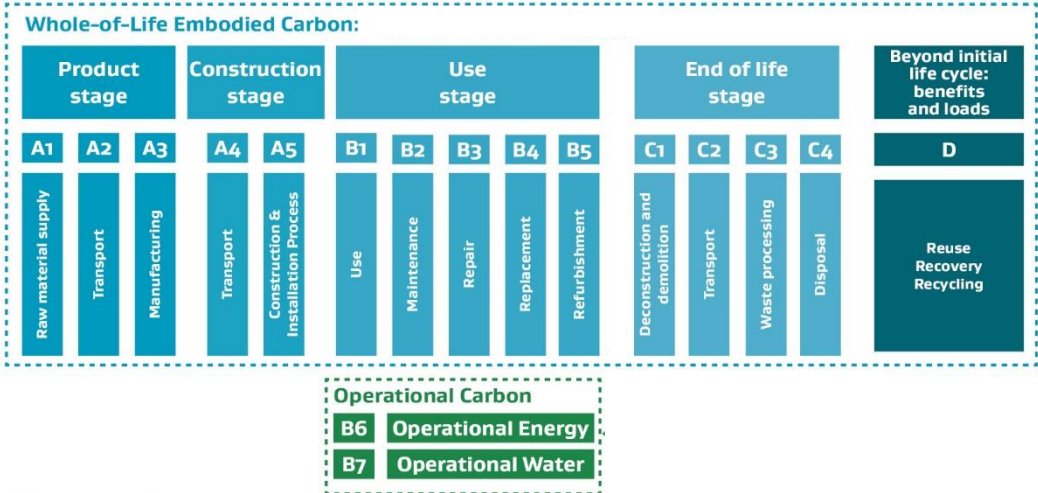 Whole-of-Life Embodied Carbon:
Product
stage
Construction
stage
Use
stage
End of life
stage
Beyond initial
life cycle:
benefits
and loads
A1
A2
A3
A4
A5
B1
B2
B3
B4
B5
C1
C2
C3
C4
D
Raw material supply
Transport
Manufacturing
Transport
Construction &
Installation Process
Use
Maintenance
Repair
Replacement
Refurbishment
Deconstruction and
demolition
Transport
Waste processing
Disposal
Reuse
Recovery
Recycling
Operational Carbon
B6 Operational Energy
B7 Operational Water